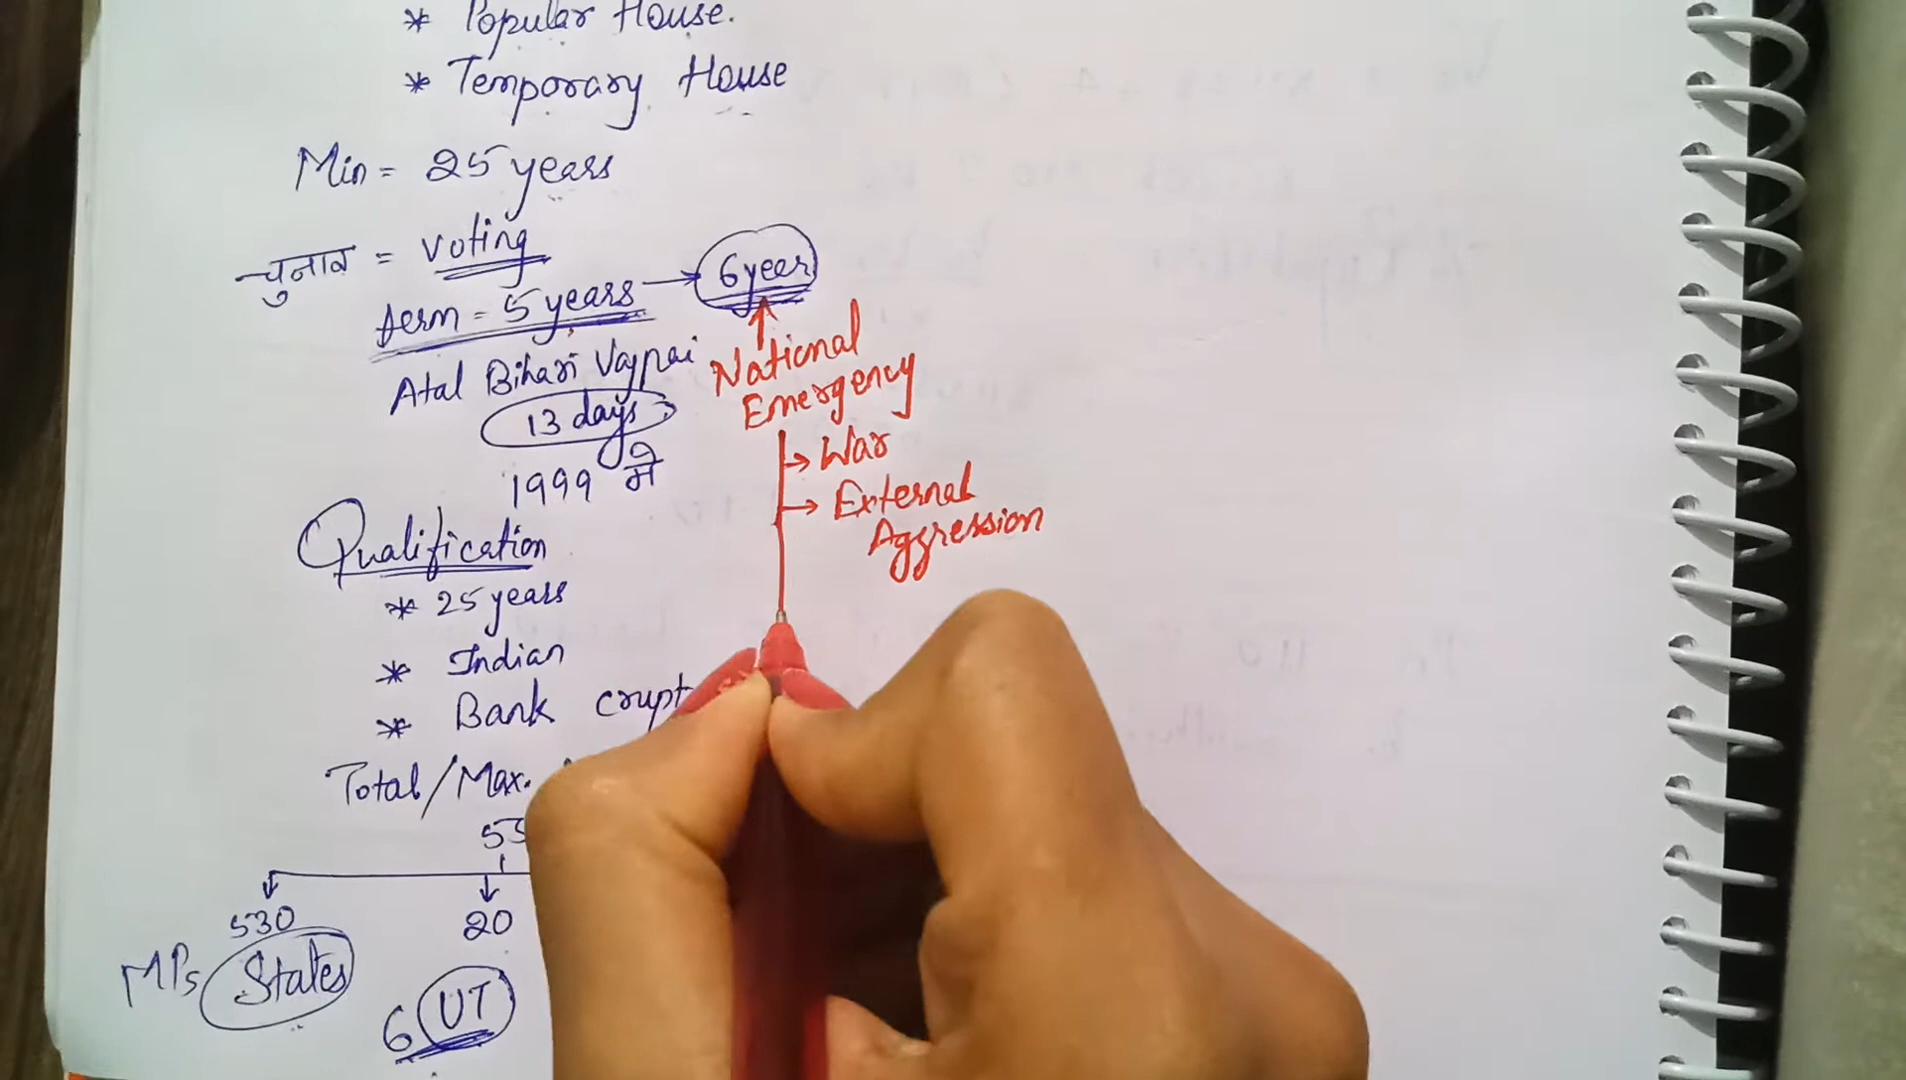 * Popular House.
* Temporary House
Min = 25 years
चुनाव = Voting
term = 5 years → 6 year
National
Emergency
→ War
→ External
Aggression
Atal Bihari Vajpai
13 days
1999 में
Qualification
* 25 years
* Indian
* Bank crupt
Total/Max.
530
20
MPs States
6 UT